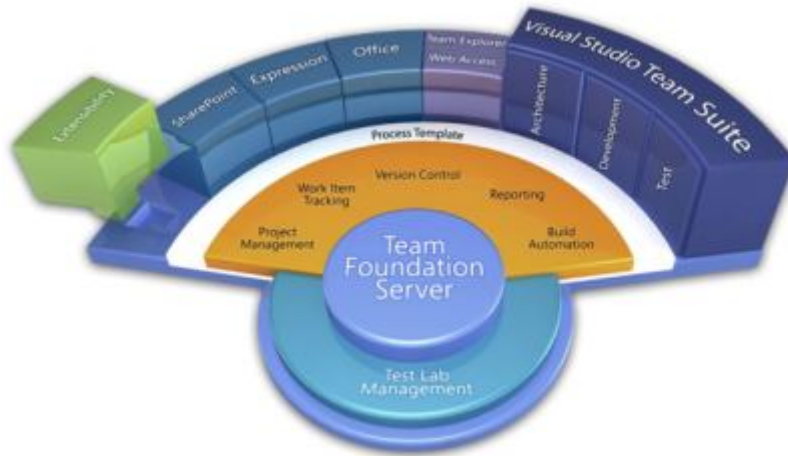 Extensibility
SharePoint
Expression
Office
Team Explorer
Web Access
Visual Studio Team Suite
Architecture
Development
Test
Process Template
Project Management
Work Item
Tracking
Version Control
Reporting
Build
Automation
Team
Foundation
Server
Test Lab
Management